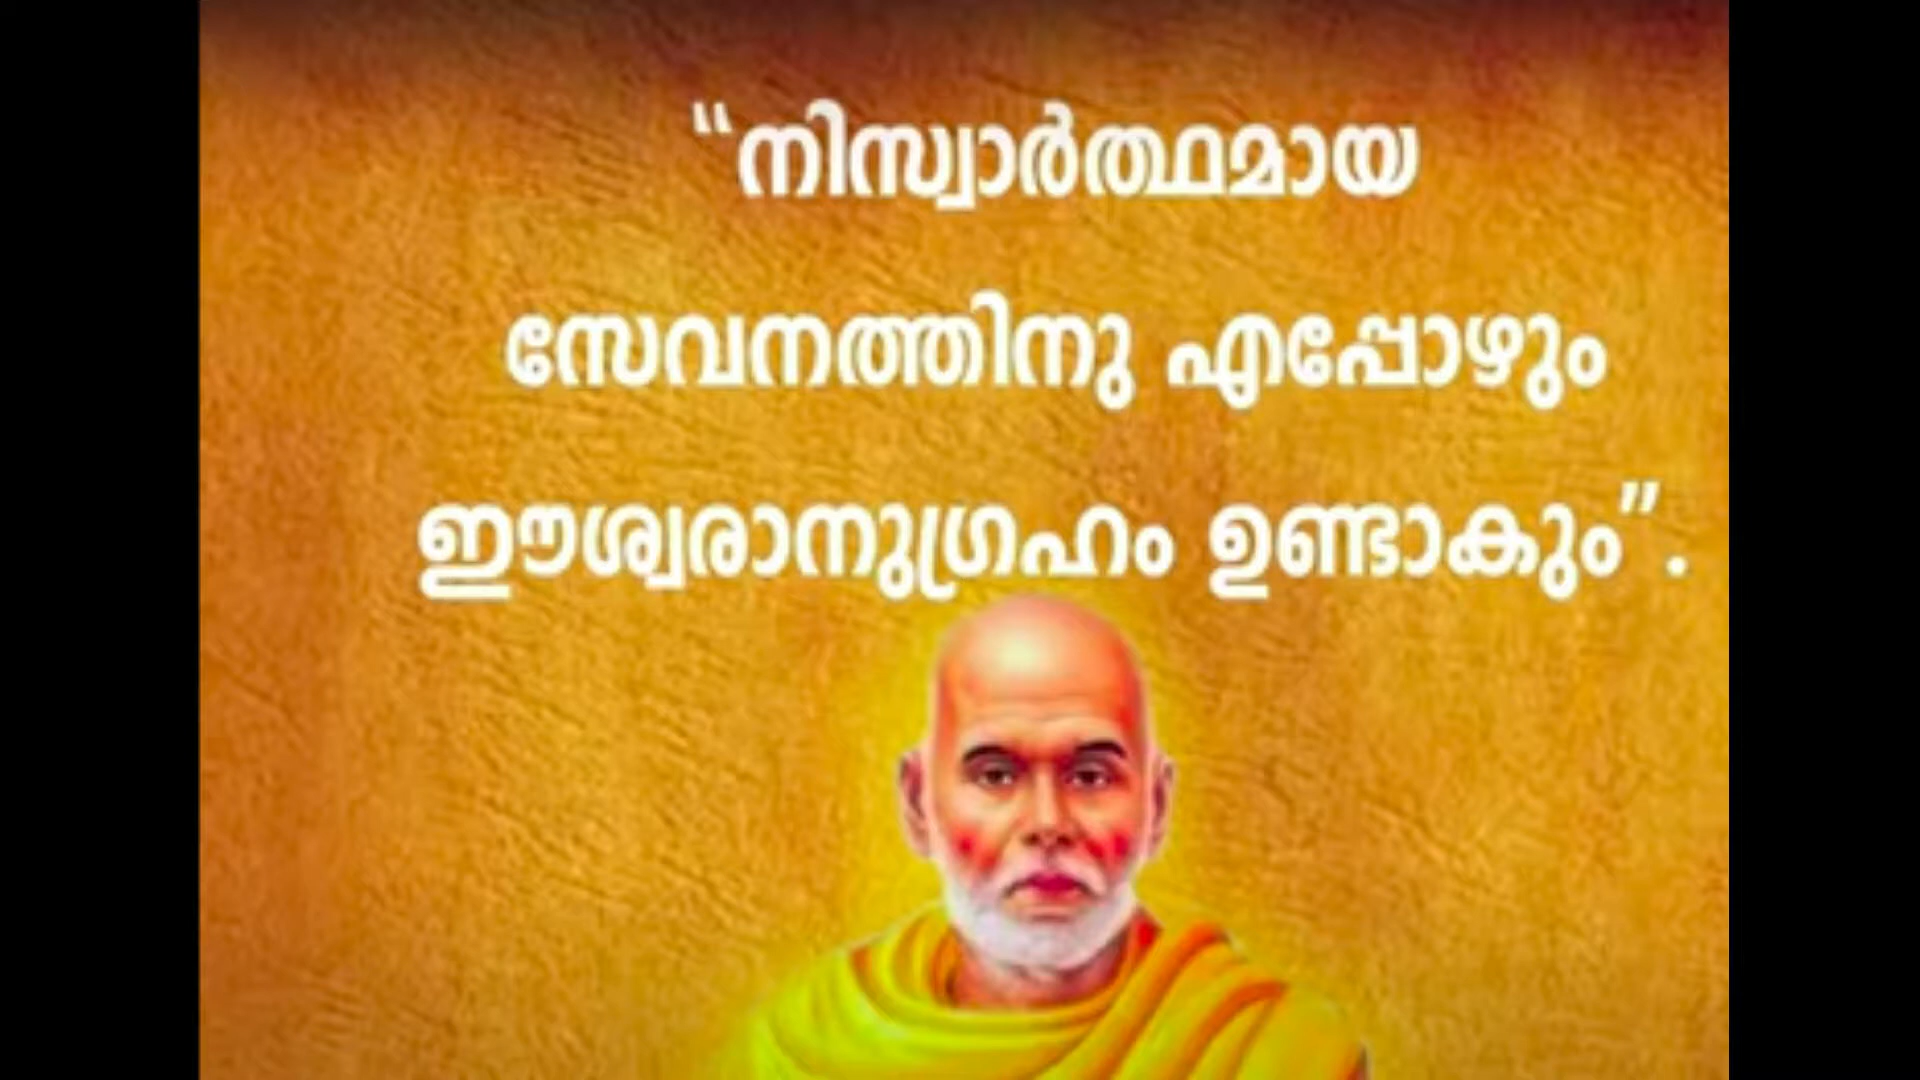 “നിസ്വാർത്ഥമായ
സേവനത്തിനു എപ്പോഴും
ഈശ്വരാനുഗ്രഹം ഉണ്ടാകും”.